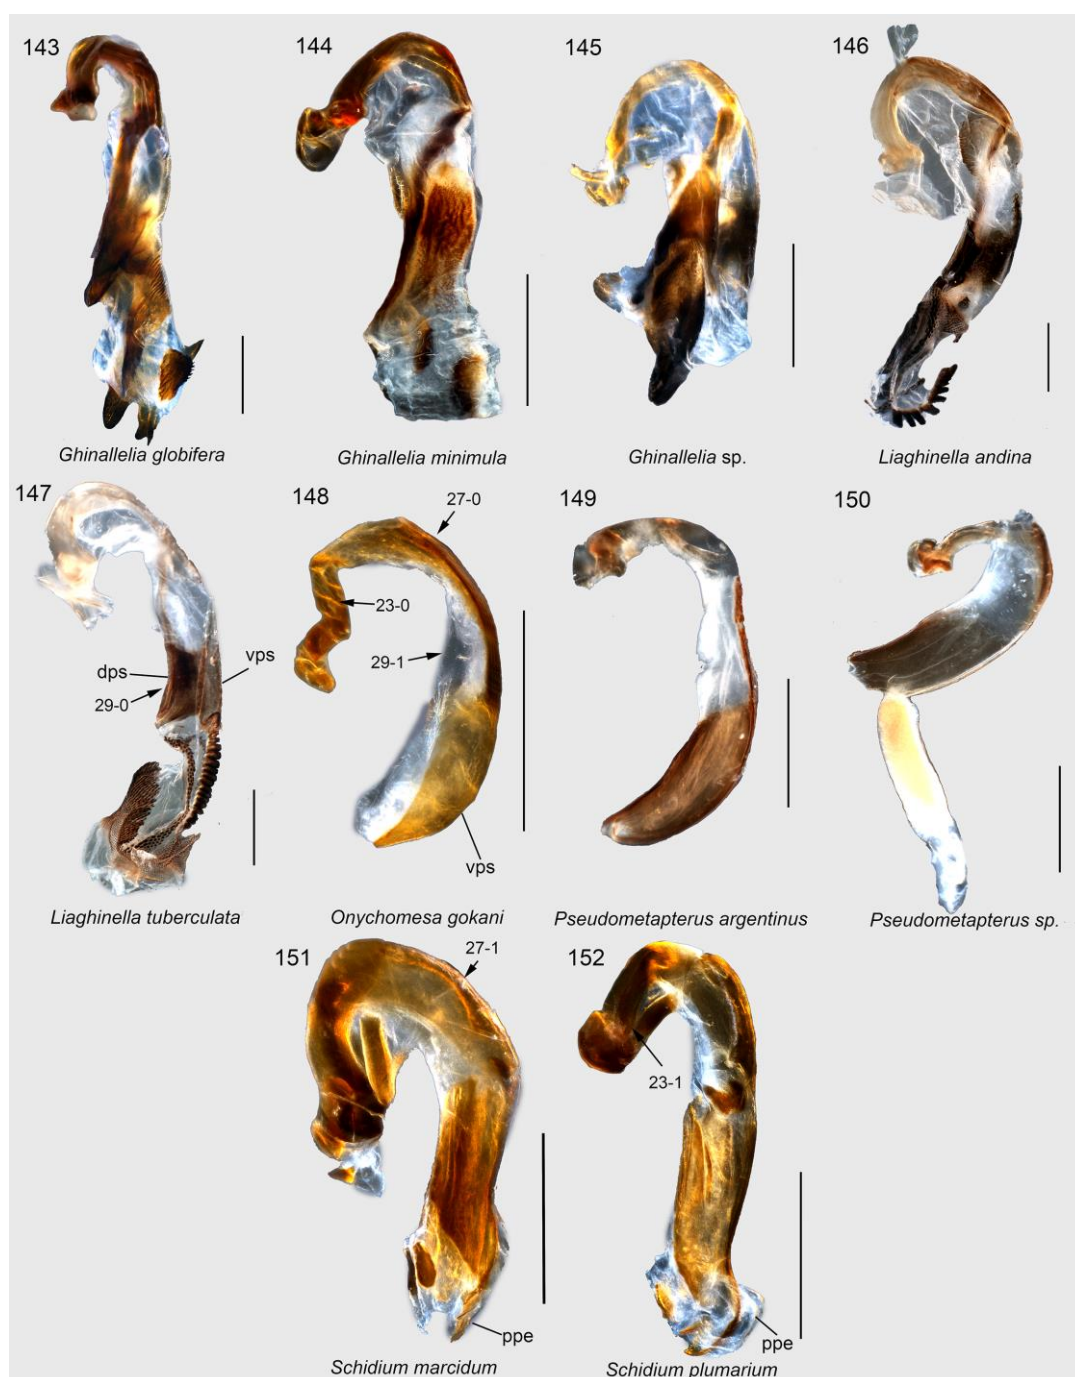 143
144
145
146
Ghinallelia globifera
Ghinallelia minimula
Ghinallelia sp.
Liaghinella andina
147
148
149
150
27-0
23-0
29-1
dps
vps
29-0
vps
Liaghinella tuberculata
Onychomesa gokani
Pseudometapterus argentinus
Pseudometapterus sp.
151
152
27-1
23-1
ppe
ppe
Schidium marcidum
Schidium plumarium